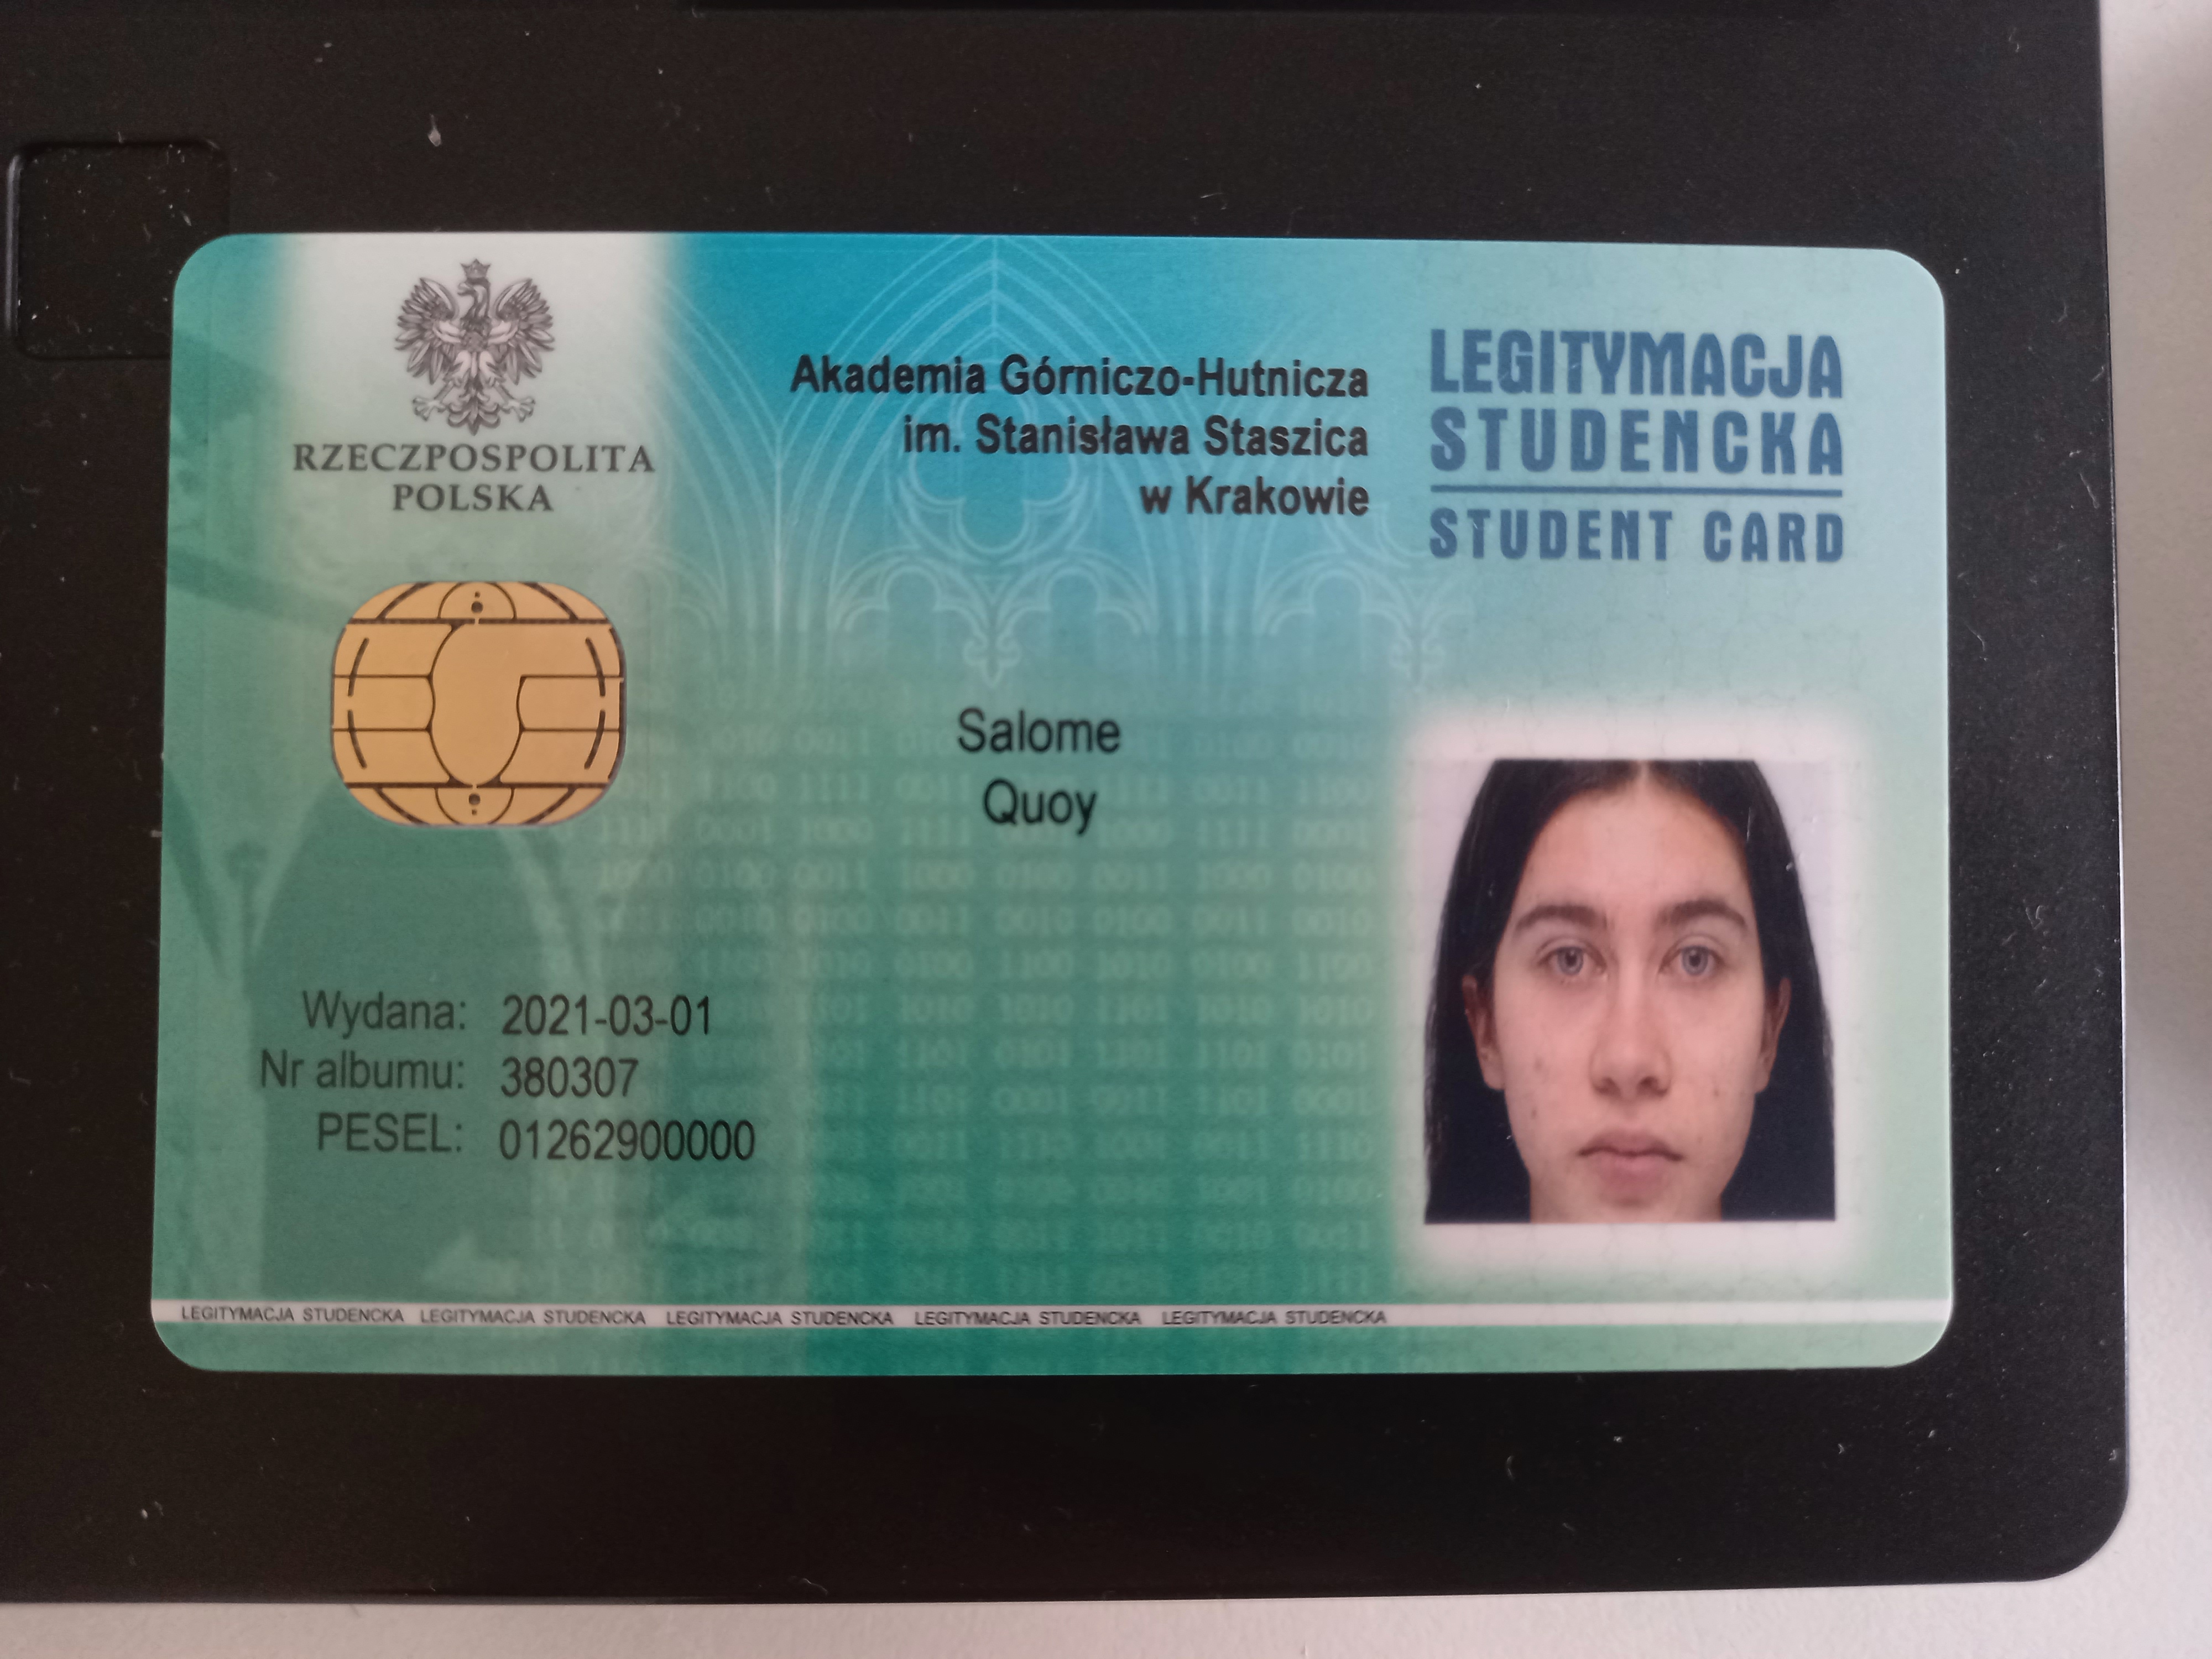 RZECZPOSPOLITA
POLSKA
Akademia Górniczo-Hutnicza
im. Stanisława Staszica
w Krakowie
LEGITYMACJA
STUDENCKA
STUDENT CARD
Salome
Quoy
Wydana: 2021-03-01
Nr albumu: 380307
PESEL: 01262900000
LEGITYMACJA STUDENCKA LEGITYMACJA STUDENCKA LEGITYMACJA STUDENCKA LEGITYMACJA STUDENCKA LEGITYMACJA STUDENCKA